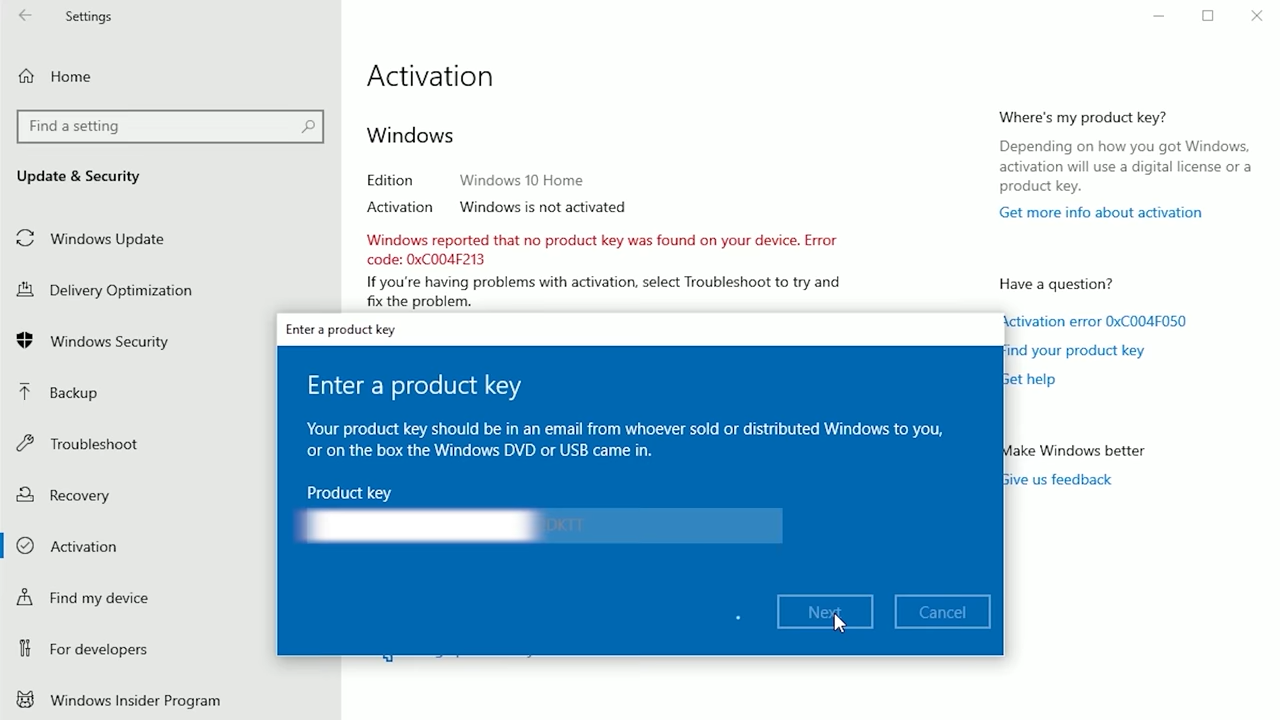 Settings
Home
Find a setting
Update & Security
Windows Update
Delivery Optimization
Windows Security
Backup
Troubleshoot
Recovery
Activation
Find my device
For developers
Windows Insider Program
Activation
Windows
Edition Windows 10 Home
Activation Windows is not activated
Windows reported that no product key was found on your device. Error
code: 0xC004F213
If you're having problems with activation, select Troubleshoot to try and
fix the problem.
Enter a product key
Enter a product key
Your product key should be in an email from whoever sold or distributed Windows to you,
or on the box the Windows DVD or USB came in.
Product key
DKTT
Next Cancel
Where's my product key?
Depending on how you got Windows,
activation will use a digital license or a
product key.
Get more info about activation
Have a question?
Activation error 0xC004F050
Find your product key
Get help
Make Windows better
Give us feedback